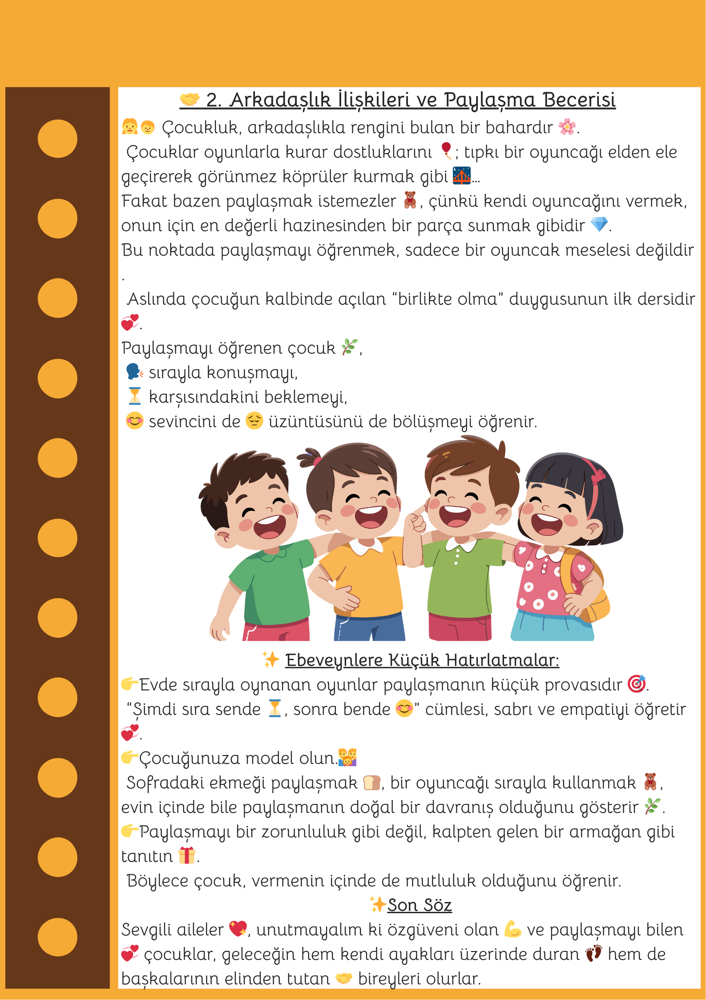 🤝 2. Arkadaşlık İlişkileri ve Paylaşma Becerisi
👧👦 Çocukluk, arkadaşlıkla rengini bulan bir bahardır 🌸.
Çocuklar oyunlarla kurar dostluklarını 🎈; tıpkı bir oyuncağı elden ele
geçirerek görünmez köprüler kurmak gibi 🌉...
Fakat bazen paylaşmak istemezler 🧸, çünkü kendi oyuncağını vermek,
onun için en değerli hazinesinden bir parça sunmak gibidir 💎.
Bu noktada paylaşmayı öğrenmek, sadece bir oyuncak meselesi değildir
.
Aslında çocuğun kalbinde açılan “birlikte olma” duygusunun ilk dersidir
💞.
Paylaşmayı öğrenen çocuk 🌿,
🗣️ sırayla konuşmayı,
⏳ karşısındakini beklemeyi,
😊 sevincini de 😔 üzüntüsünü de bölüşmeyi öğrenir.
✨ Ebeveynlere Küçük Hatırlatmalar:
👉Evde sırayla oynanan oyunlar paylaşmanın küçük provasıdır 🎯.
“Şimdi sıra sende ⏳, sonra bende 😊” cümlesi, sabrı ve empatiyi öğretir
💞.
👉Çocuğunuza model olun.👨‍👩‍👧
Sofradaki ekmeği paylaşmak 🍞, bir oyuncağı sırayla kullanmak 🧸,
evin içinde bile paylaşmanın doğal bir davranış olduğunu gösterir 🌿.
👉Paylaşmayı bir zorunluluk gibi değil, kalpten gelen bir armağan gibi
tanıtın 🎁.
Böylece çocuk, vermenin içinde de mutluluk olduğunu öğrenir.
✨Son Söz
Sevgili aileler 💖, unutmayalım ki özgüveni olan 💪 ve paylaşmayı bilen
💞 çocuklar, geleceğin hem kendi ayakları üzerinde duran 👣 hem de
başkalarının elinden tutan 🤝 bireyleri olurlar.